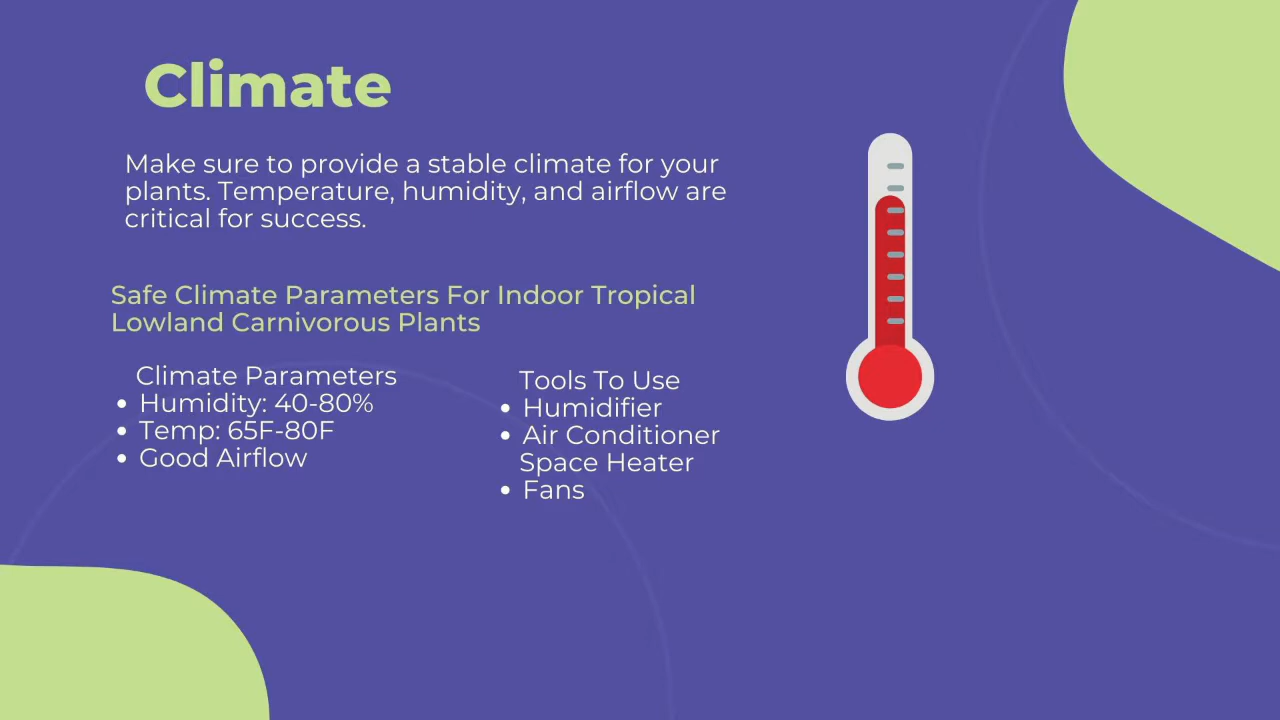 Climate
Make sure to provide a stable climate for your
plants. Temperature, humidity, and airflow are
critical for success.
Safe Climate Parameters For Indoor Tropical
Lowland Carnivorous Plants
Climate Parameters
• Humidity: 40-80%
• Temp: 65F-80F
• Good Airflow
Tools To Use
• Humidifier
• Air Conditioner
Space Heater
• Fans